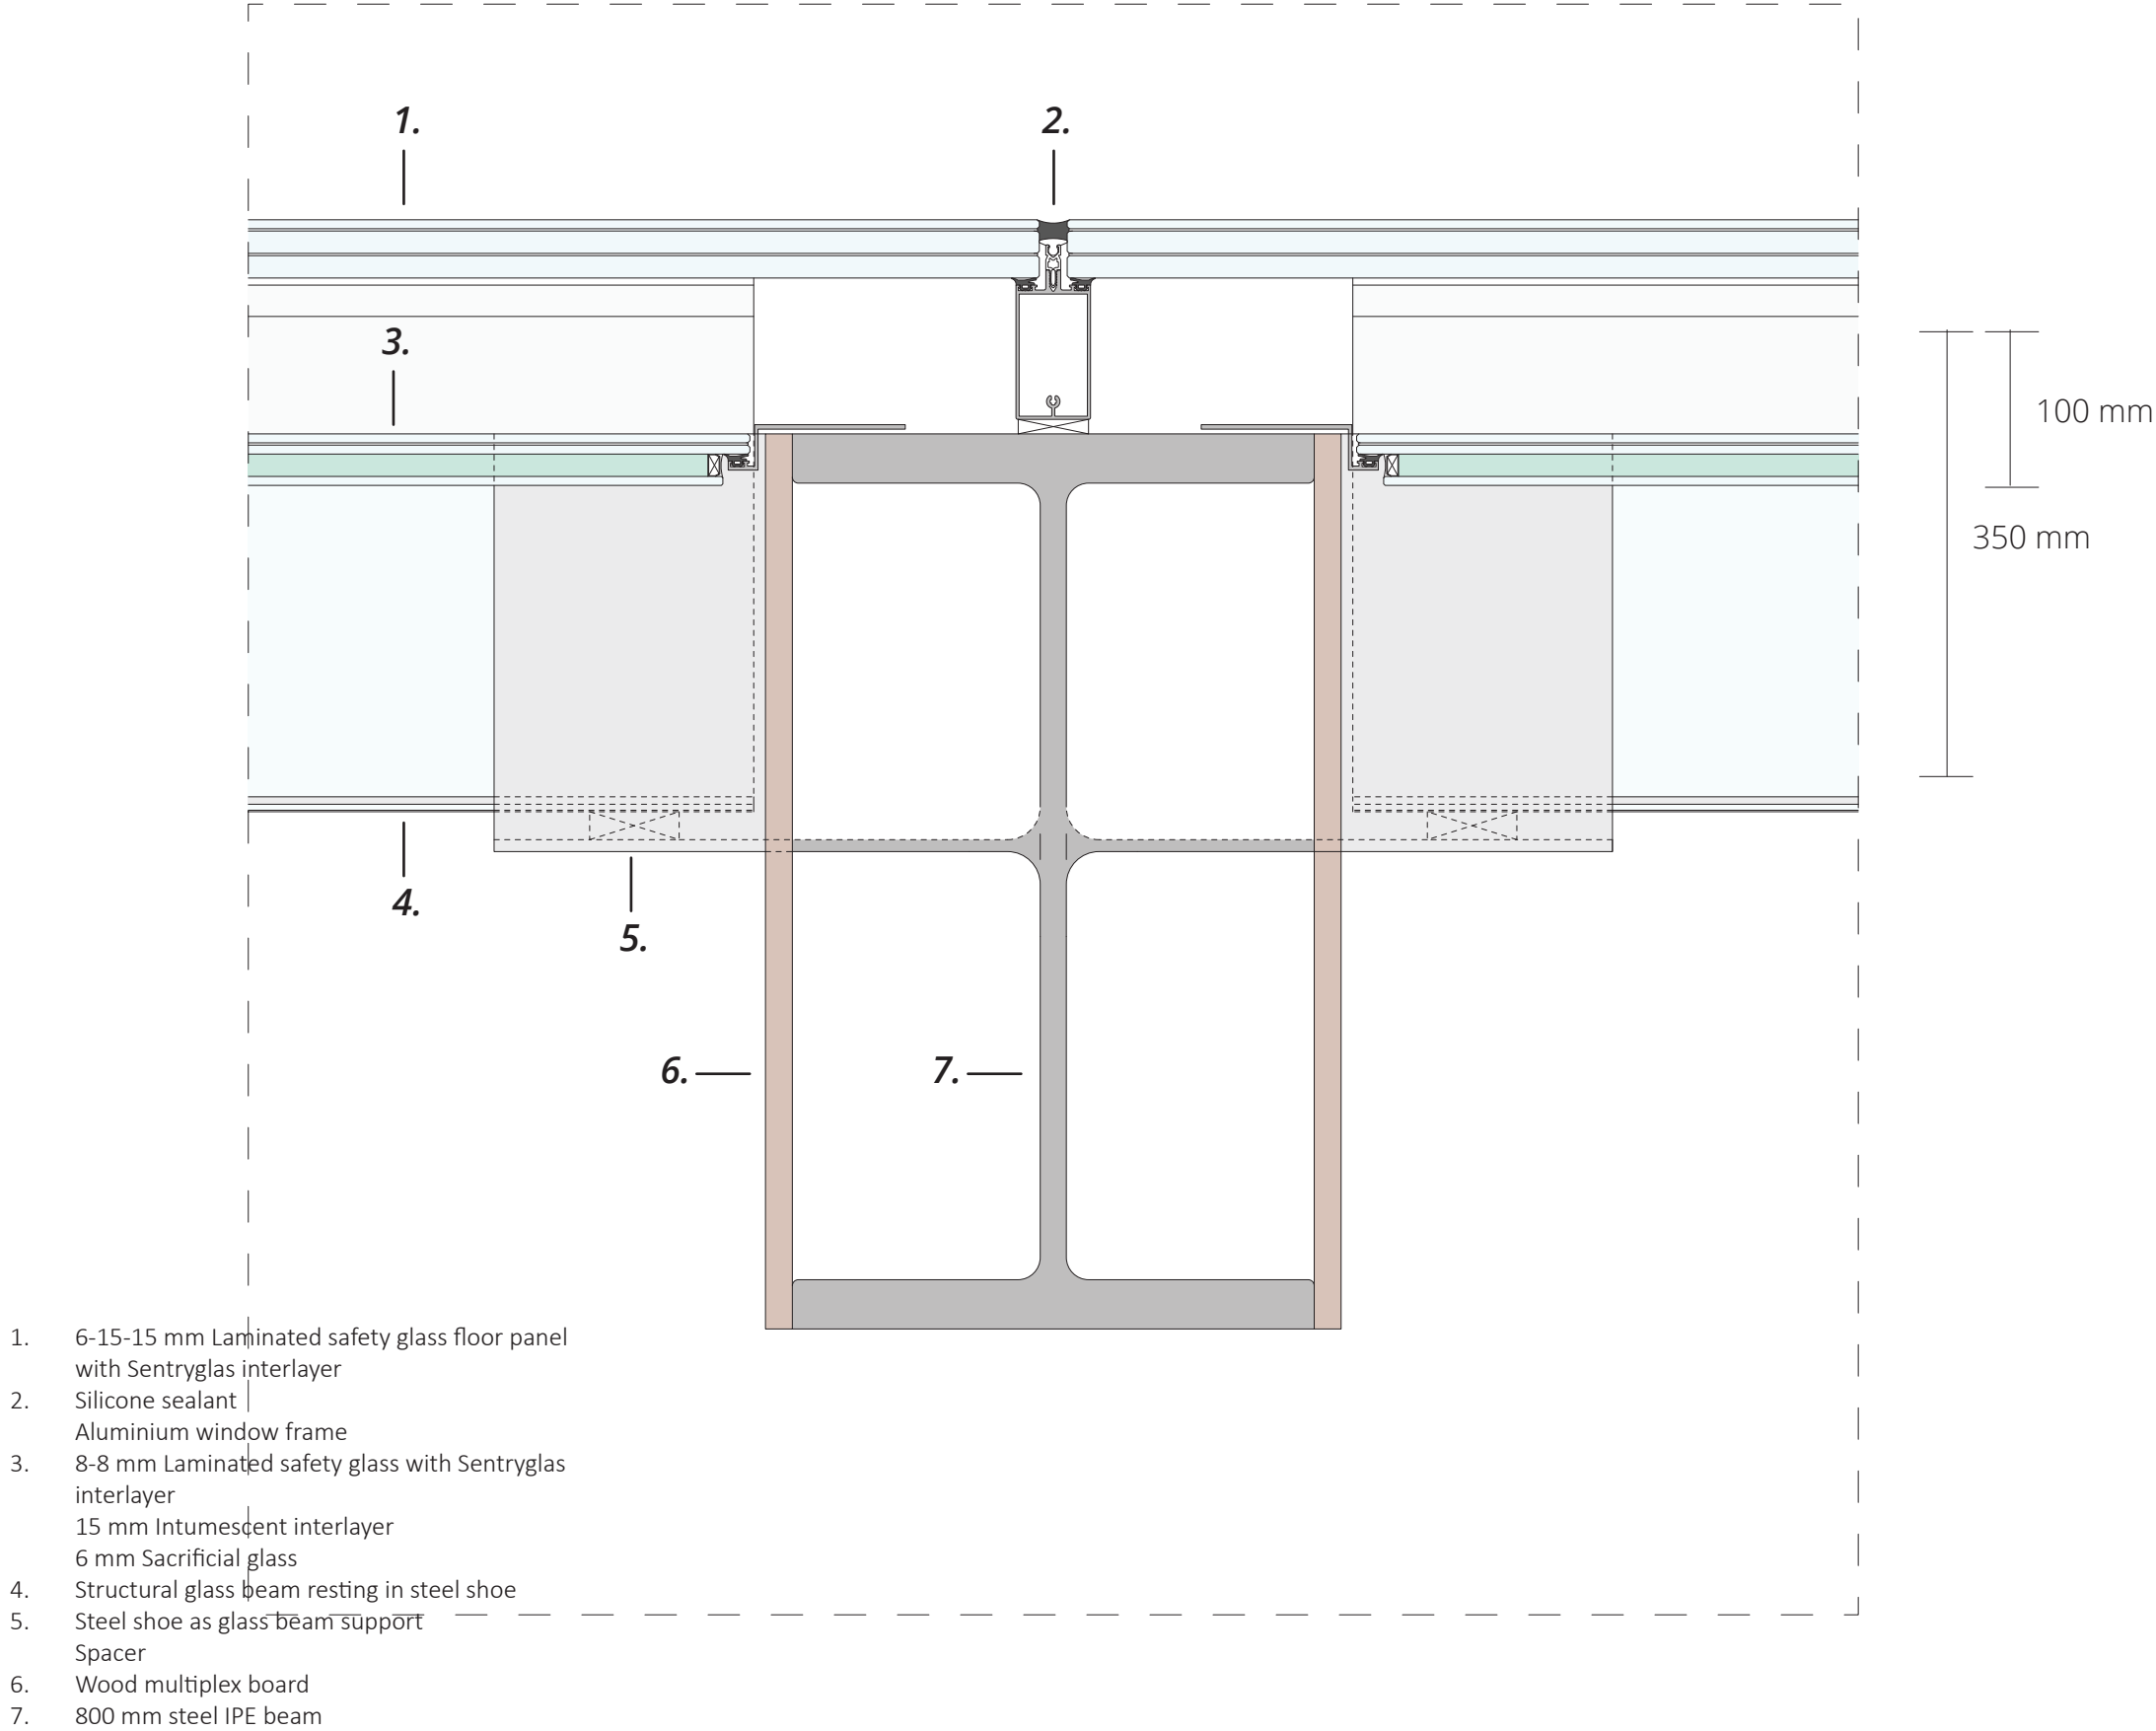 1.
2.
3.
100 mm
350 mm
4.
5.
6.
7.
1. 6-15-15 mm Laminated safety glass floor panel
with Sentryglas interlayer
2. Silicone sealant
Aluminium window frame
3. 8-8 mm Laminated safety glass with Sentryglas
interlayer
15 mm Intumescent interlayer
6 mm Sacrificial glass
4. Structural glass beam resting in steel shoe
5. Steel shoe as glass beam support
Spacer
6. Wood multiplex board
7. 800 mm steel IPE beam